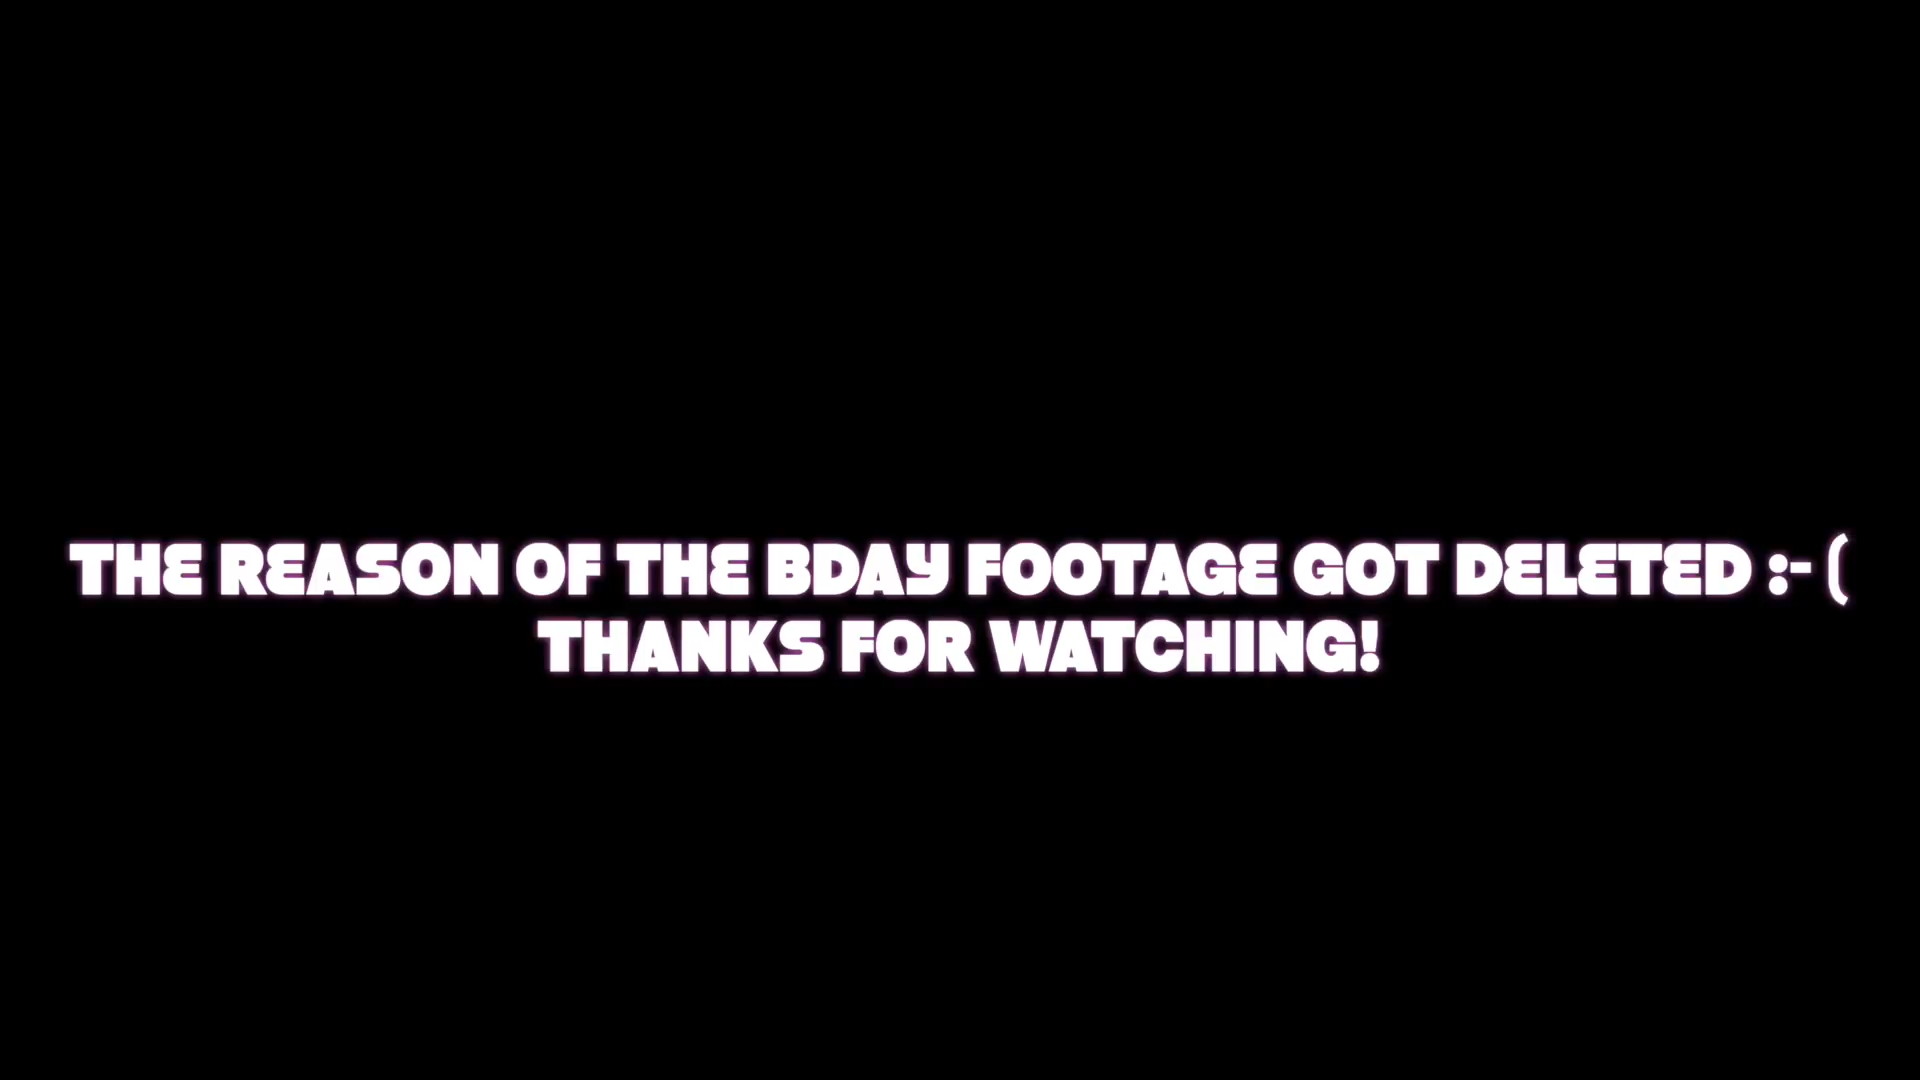 THE REASON OF THE BDAY FOOTAGE GOT DELETED :- (
THANKS FOR WATCHING!